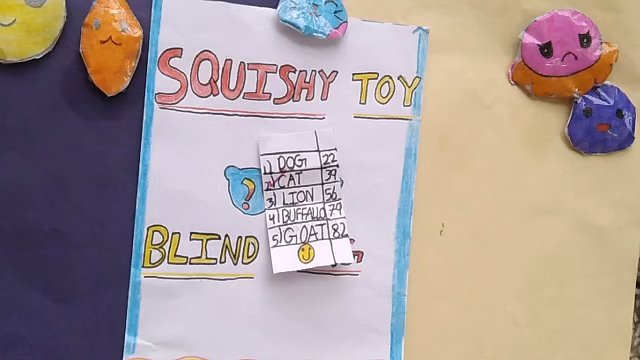 SQUISHY TOY
1) DOG 22
2) CAT 39
3) LION 56
4) BUFFALO 79
5) GOAT 82
BLIND